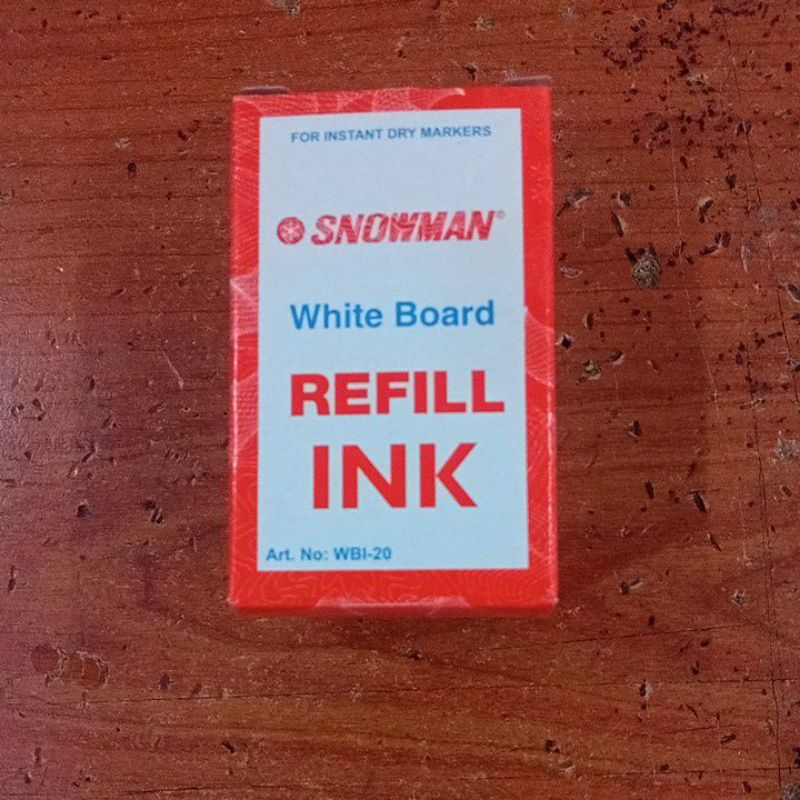 FOR INSTANT DRY MARKERS
SNOWMAN®
White Board
REFILL
INK
Art. No: WBI-20